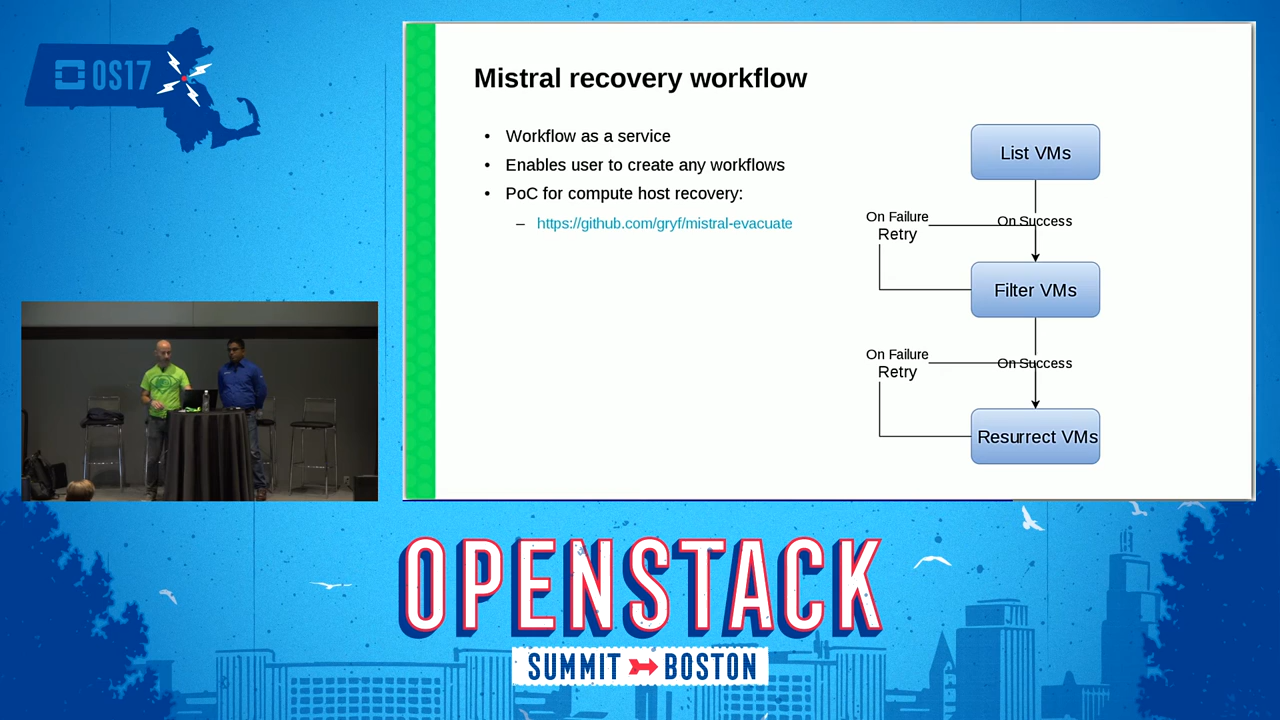 OS17
Mistral recovery workflow
• Workflow as a service
• Enables user to create any workflows
• PoC for compute host recovery:
– https://github.com/gryf/mistral-evacuate
List VMs
On Success
On Failure
Retry
Filter VMs
On Success
On Failure
Retry
Resurrect VMs
OPENSTACK
SUMMIT BOSTON